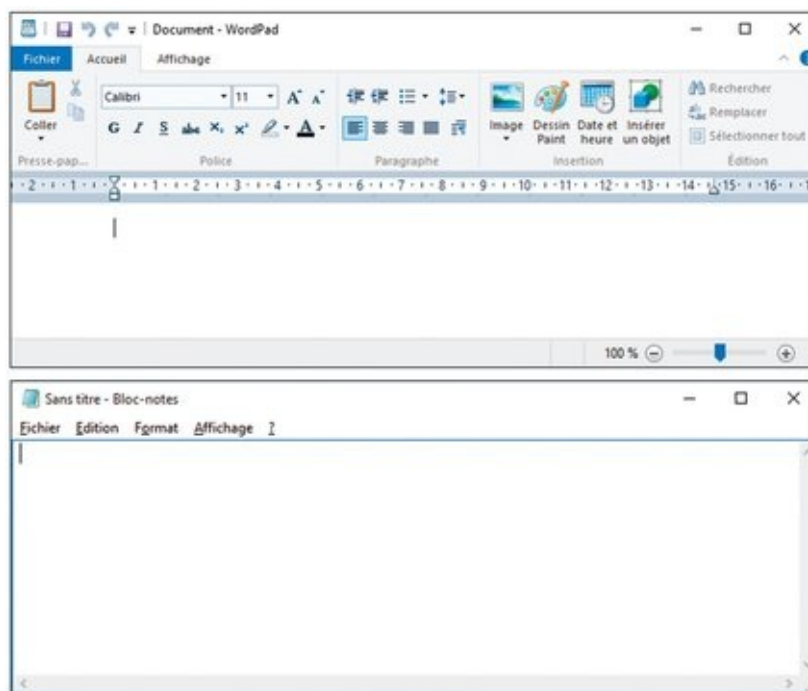 Document - WordPad
Fichier Accueil Affichage
Coller
Calibri 11
G I S abc X₂ X² A
Image
Dessin Paint
Date et heure
Insérer un objet
Rechercher
Remplacer
Sélectionner tout
Presse-pap... Police Paragraphe Insertion Édition
2 1 1 2 3 4 5 6 7 8 9 10 11 12 13 14 15 16
100 %
Sans titre - Bloc-notes
Fichier Edition Format Affichage ?